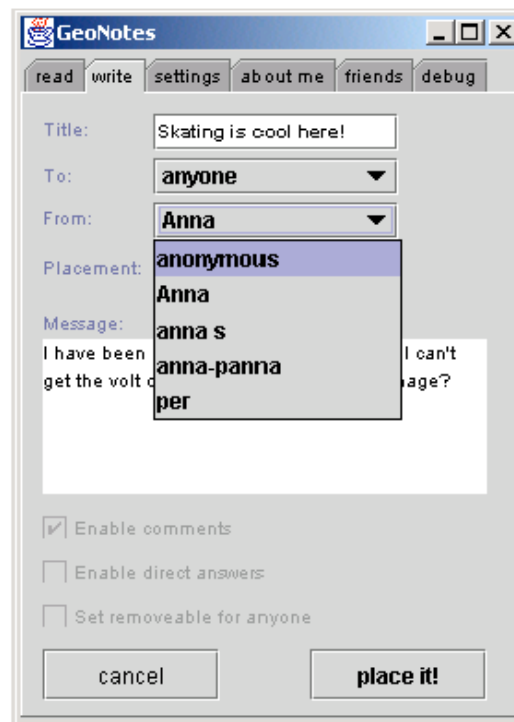 GeoNotes
read write settings about me friends debug
Title: Skating is cool here!
To: anyone
From: Anna
anonymous
Placement:
Anna
Message:
anna s
I have been I can't
anna-panna
get the volt
per
Enable comments
Enable direct answers
Set removeable for anyone
cancel place it!